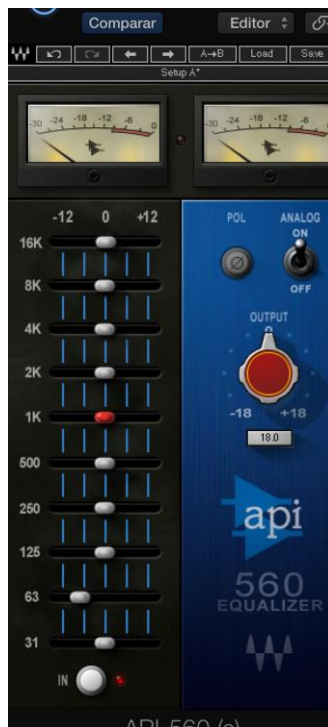 Comparar
Editor
A→B
Load
Save
Setup A*
-30 -24 -18 -12 -6 0
-30 -24 -18 -12 -6
-12 0 +12
16K
8K
4K
2K
1K
500
250
125
63
31
IN
POL
ANALOG
ON
OFF
OUTPUT
0
-18 +18
18.0
api
560
EQUALIZER
API 560 (s)